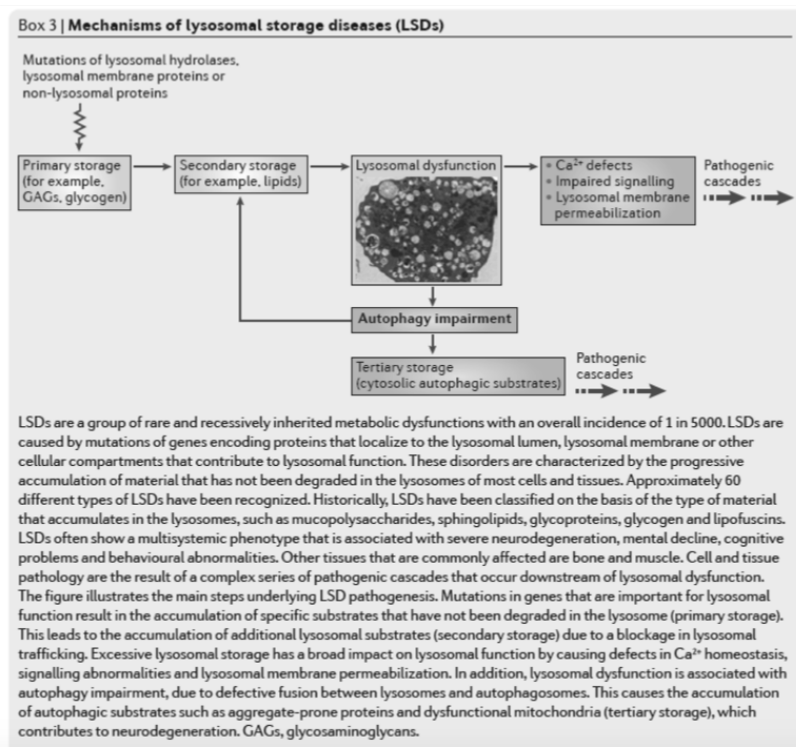 Box 3 | Mechanisms of lysosomal storage diseases (LSDs)
Mutations of lysosomal hydrolases,
lysosomal membrane proteins or
non-lysosomal proteins
Primary storage
(for example,
GAGs, glycogen)
Secondary storage
(for example, lipids)
Lysosomal dysfunction
• Ca²⁺ defects
• Impaired signalling
• Lysosomal membrane
permeabilization
Pathogenic
cascades
Autophagy impairment
Tertiary storage
(cytosolic autophagic substrates)
Pathogenic
cascades
LSDs are a group of rare and recessively inherited metabolic dysfunctions with an overall incidence of 1 in 5000. LSDs are
caused by mutations of genes encoding proteins that localize to the lysosomal lumen, lysosomal membrane or other
cellular compartments that contribute to lysosomal function. These disorders are characterized by the progressive
accumulation of material that has not been degraded in the lysosomes of most cells and tissues. Approximately 60
different types of LSDs have been recognized. Historically, LSDs have been classified on the basis of the type of material
that accumulates in the lysosomes, such as mucopolysaccharides, sphingolipids, glycoproteins, glycogen and lipofuscins.
LSDs often show a multisystemic phenotype that is associated with severe neurodegeneration, mental decline, cognitive
problems and behavioural abnormalities. Other tissues that are commonly affected are bone and muscle. Cell and tissue
pathology are the result of a complex series of pathogenic cascades that occur downstream of lysosomal dysfunction.
The figure illustrates the main steps underlying LSD pathogenesis. Mutations in genes that are important for lysosomal
function result in the accumulation of specific substrates that have not been degraded in the lysosome (primary storage).
This leads to the accumulation of additional lysosomal substrates (secondary storage) due to a blockage in lysosomal
trafficking. Excessive lysosomal storage has a broad impact on lysosomal function by causing defects in Ca²⁺ homeostasis,
signalling abnormalities and lysosomal membrane permeabilization. In addition, lysosomal dysfunction is associated with
autophagy impairment, due to defective fusion between lysosomes and autophagosomes. This causes the accumulation
of autophagic substrates such as aggregate-prone proteins and dysfunctional mitochondria (tertiary storage), which
contributes to neurodegeneration. GAGs, glycosaminoglycans.